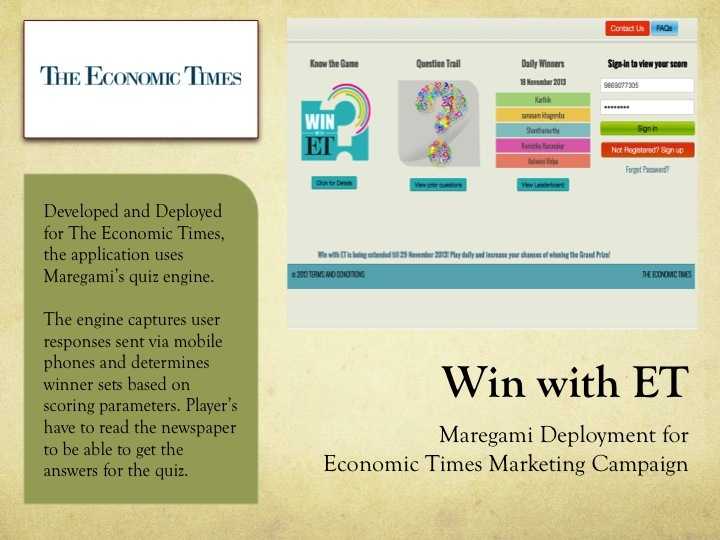 THE ECONOMIC TIMES
Developed and Deployed
for The Economic Times,
the application uses
Maregami's quiz engine.
The engine captures user
responses sent via mobile
phones and determines
winner sets based on
scoring parameters. Player's
have to read the newspaper
to be able to get the
answers for the quiz.
Contact Us FAQs
Know the Game
WIN
with
ET
Click for Details
Question Trail
View prior questions
Daily Winners
18 November 2013
Karthik
sanasam khagemba
Shanthamurthy
View Leaderboard
Sign-in to view your score
9869077305
••••••••
Sign in
Not Registered? Sign up
Forgot Password?
Win with ET is being extended till 29 November 2013! Play daily and increase your chances of winning the Grand Prize!
© 2013 TERMS AND CONDITIONS THE ECONOMIC TIMES
Win with ET
Maregami Deployment for
Economic Times Marketing Campaign